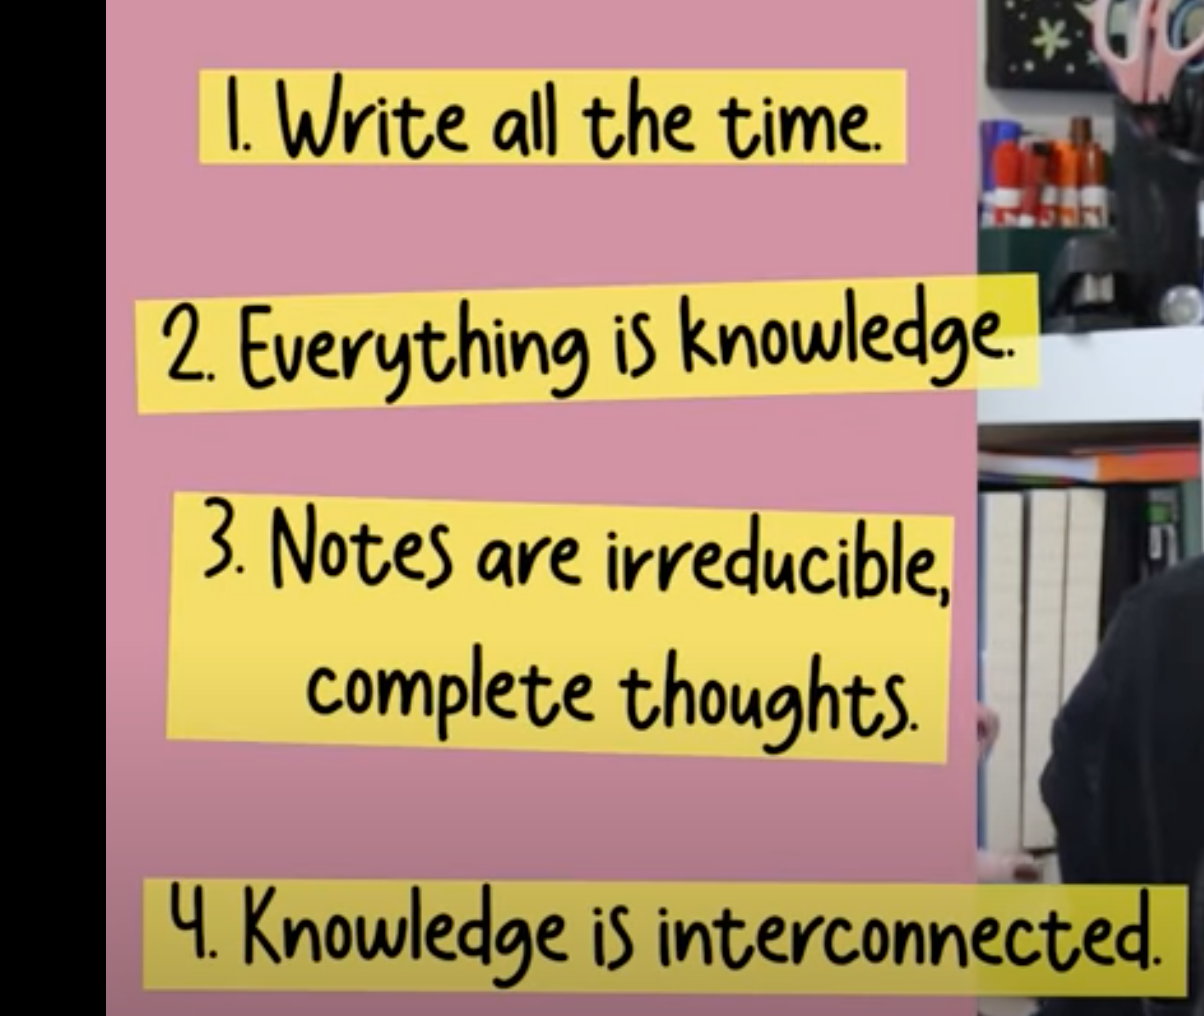 1. Write all the time.
2. Everything is knowledge.
3. Notes are irreducible,
complete thoughts.
4. Knowledge is interconnected.